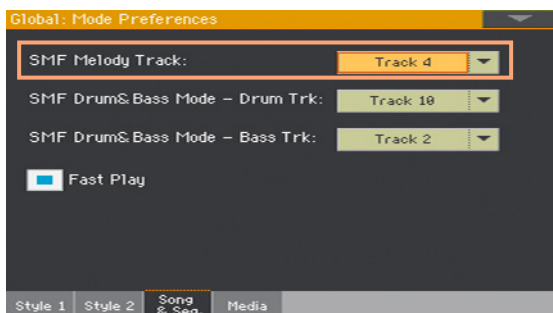 Global: Mode Preferences
SMF Melody Track: Track 4
SMF Drum&Bass Mode - Drum Trk: Track 10
SMF Drum&Bass Mode - Bass Trk: Track 2
Fast Play
Style 1 Style 2 Song & Seq. Media